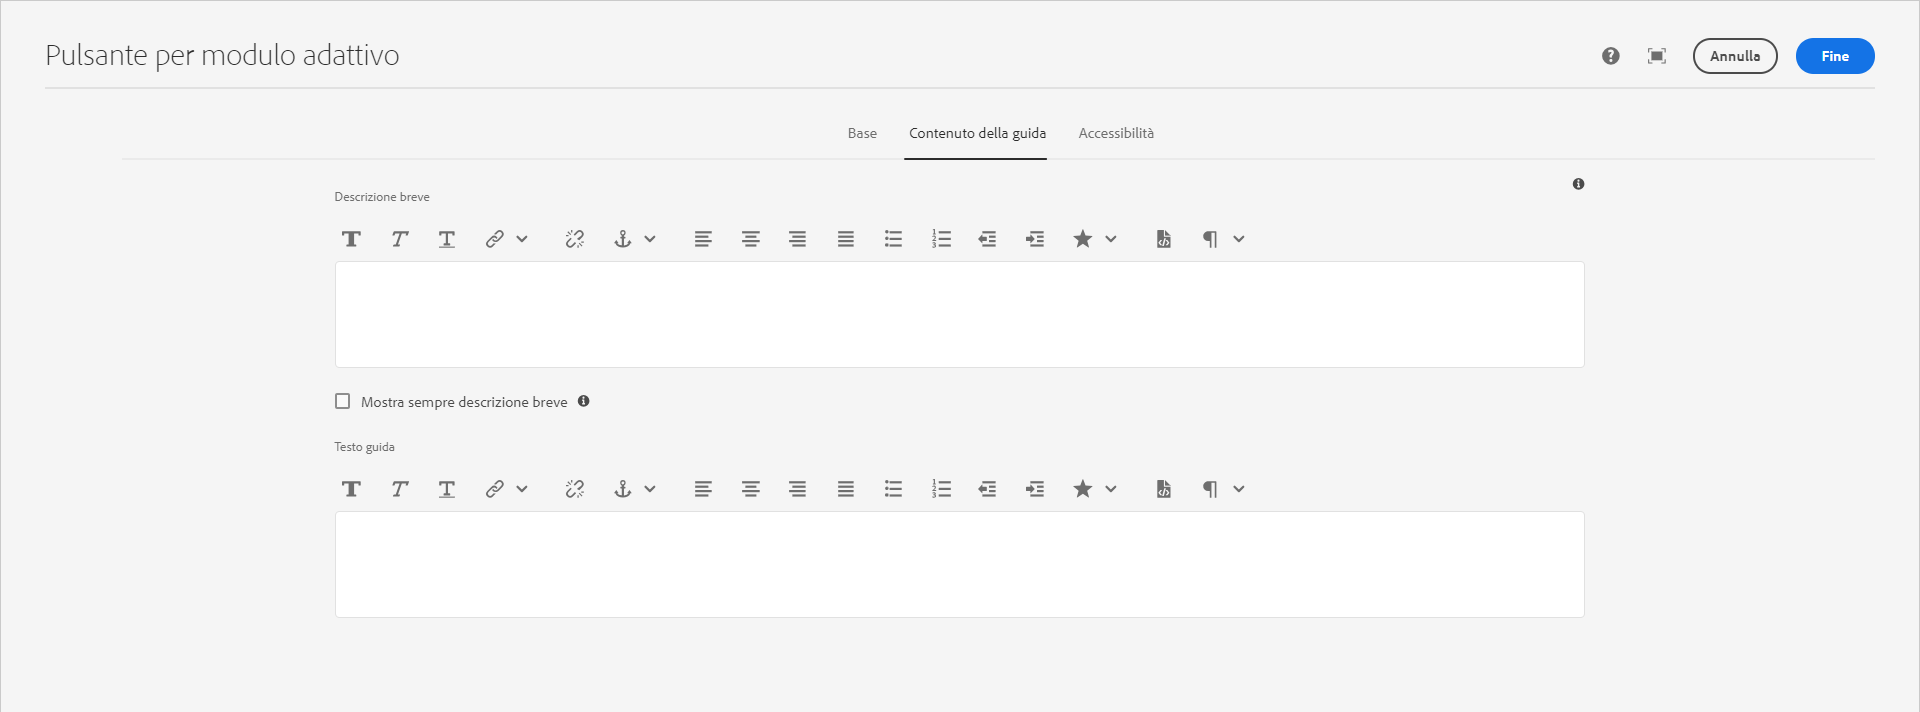 Pulsante per modulo adattivo
Annulla
Fine
Base
Contenuto della guida
Accessibilità
Descrizione breve
Mostra sempre descrizione breve
Testo guida